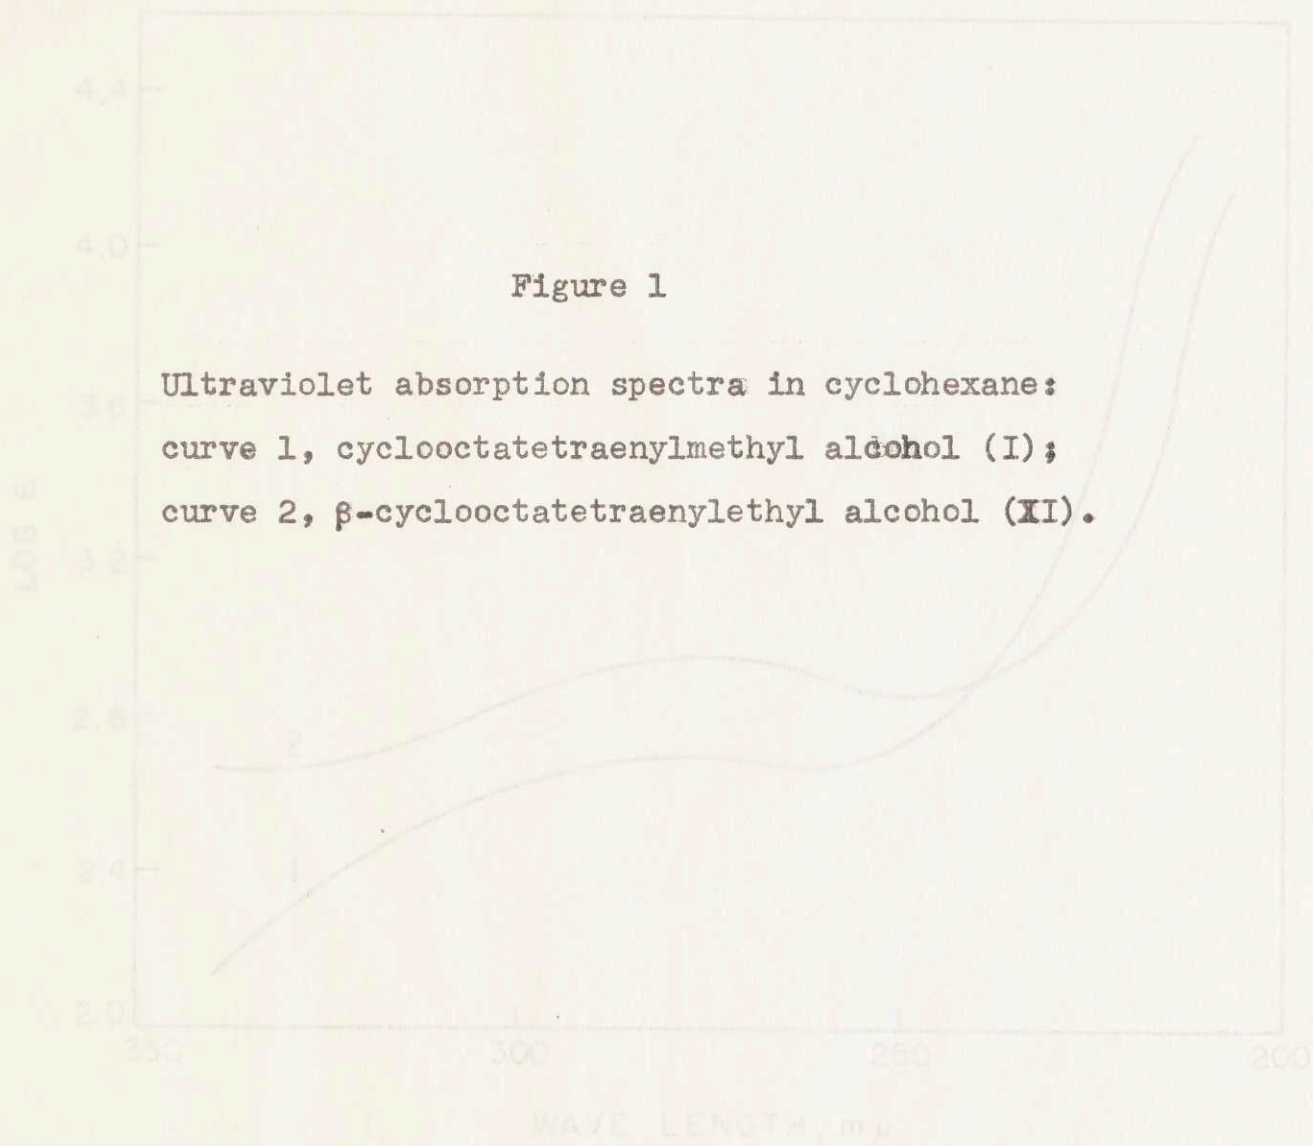 4.4
4.0
Figure 1
Ultraviolet absorption spectra in cyclohexane:
3.6
curve 1, cyclooctatetraenylmethyl alcohol (I);
curve 2, β-cyclooctatetraenylethyl alcohol (XI).
LOG ε
3.2
2.8
2
2.4
1
2.0
350
300
250
200
WAVE LENGTH, mμ